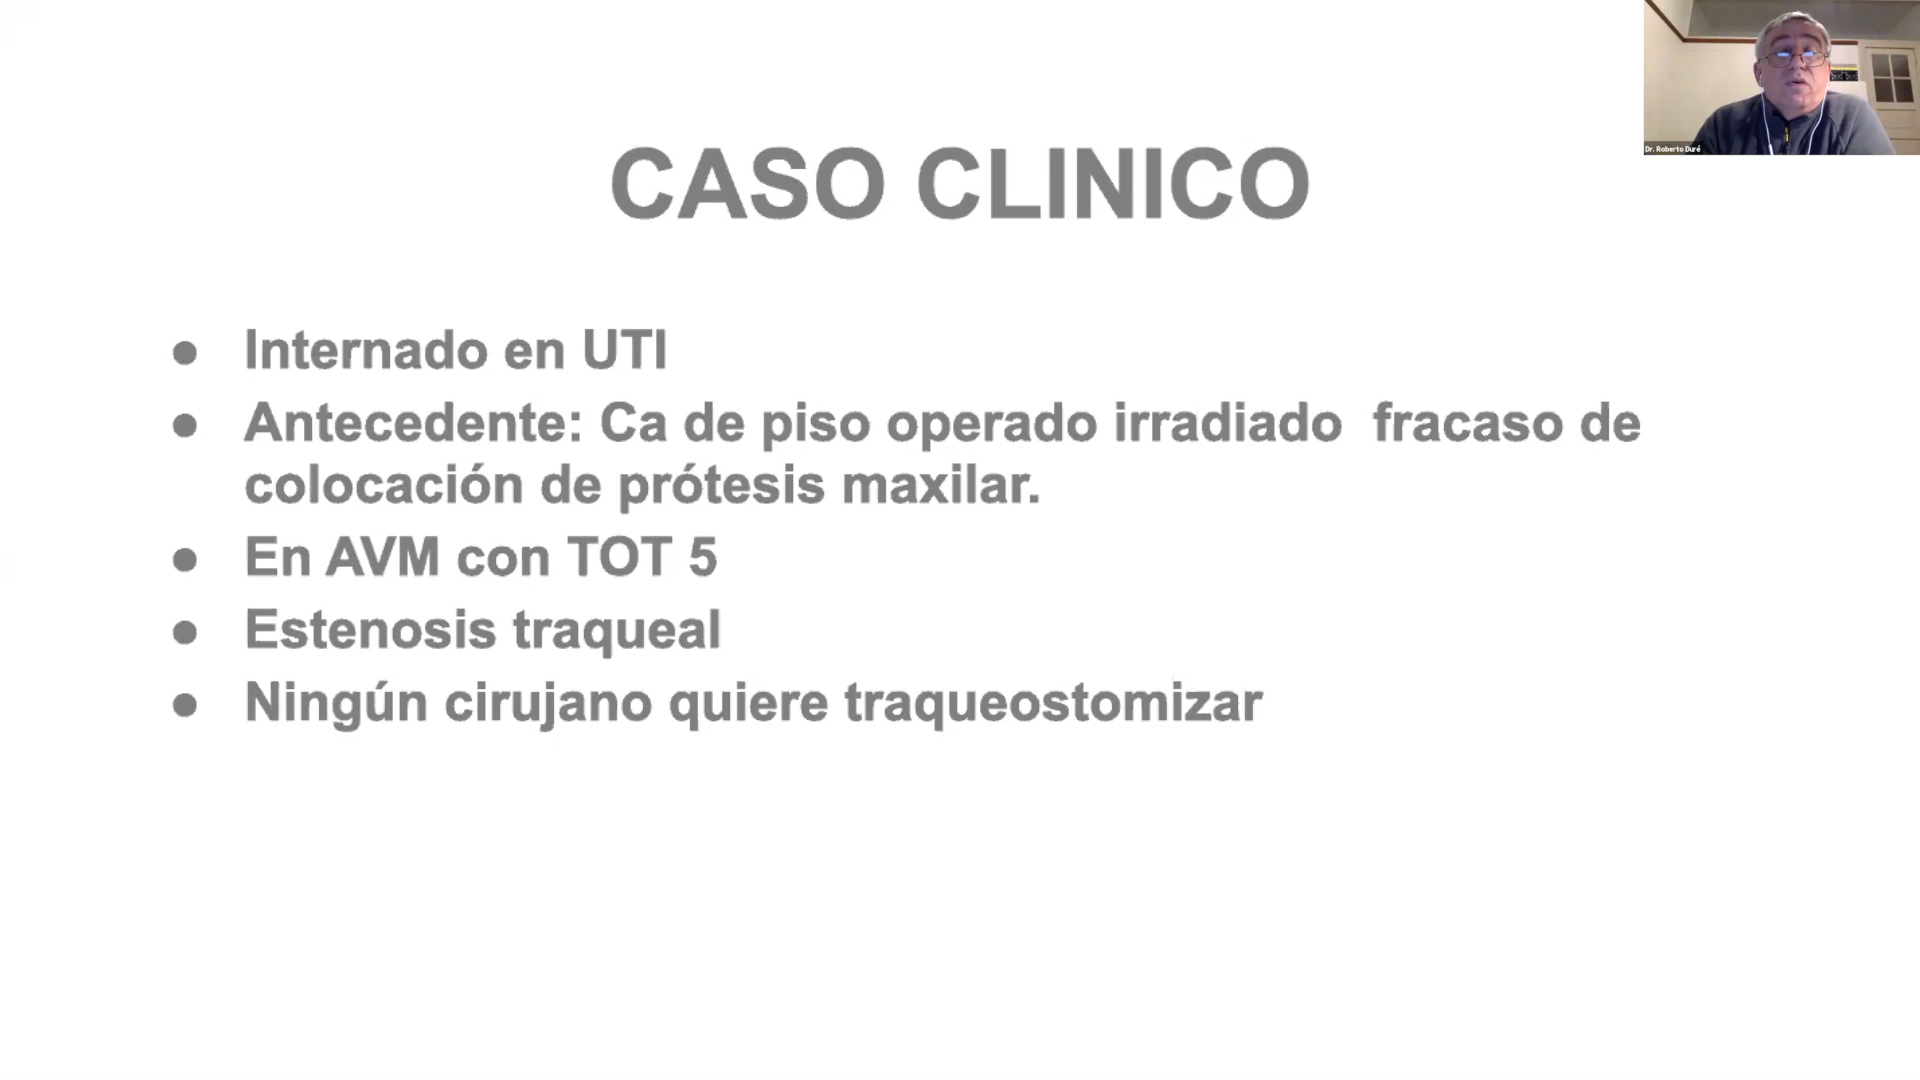 Dr. Roberto Duré
CASO CLINICO
● Internado en UTI
● Antecedente: Ca de piso operado irradiado fracaso de
colocación de prótesis maxilar.
● En AVM con TOT 5
● Estenosis traqueal
● Ningún cirujano quiere traqueostomizar